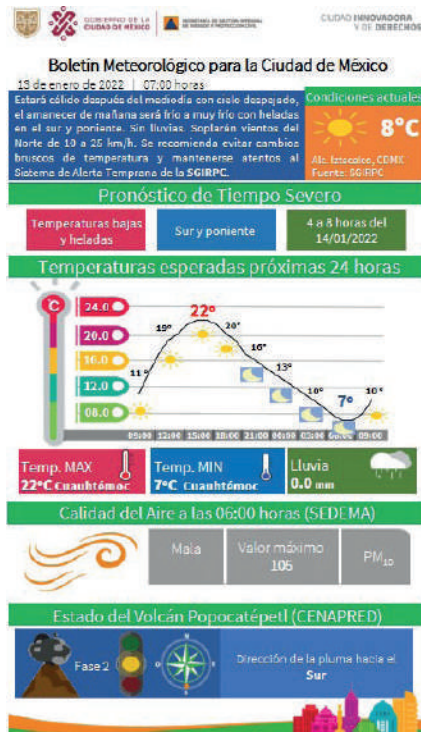 GOBIERNO DE LA
CIUDAD DE MÉXICO
SECRETARÍA DE GESTIÓN INTEGRAL
DE RIESGOS Y PROTECCIÓN CIVIL
CIUDAD INNOVADORA
Y DE DERECHOS
Boletín Meteorológico para la Ciudad de México
13 de enero de 2022 | 07:00 horas
Estará cálido después del mediodía con cielo despejado,
el amanecer de mañana será frío a muy frío con heladas
en el sur y poniente. Sin lluvias. Soplarán vientos del
Norte de 10 a 25 km/h. Se recomienda evitar cambios
bruscos de temperatura y mantenerse atentos al
Sistema de Alerta Temprana de la SGIRPC.
Condiciones actuales
8°C
Alc. Iztacalco, CDMX
Fuente: SGIRPC
Pronóstico de Tiempo Severo
Temperaturas bajas
y heladas
Sur y poniente
4 a 8 horas del
14/01/2022
Temperaturas esperadas próximas 24 horas
°C
24.0
20.0
16.0
12.0
08.0
11°
19°
22°
20°
16°
13°
10°
7°
10°
09:00 12:00 15:00 18:00 21:00 00:00 03:00 06:00 09:00
Temp. MAX
22°C Cuauhtémoc
Temp. MIN
7°C Cuauhtémoc
Lluvia
0.0 mm
Calidad del Aire a las 06:00 horas (SEDEMA)
Mala
Valor máximo
106
PM10
Estado del Volcán Popocatépetl (CENAPRED)
Fase 2
Dirección de la pluma hacia el
Sur